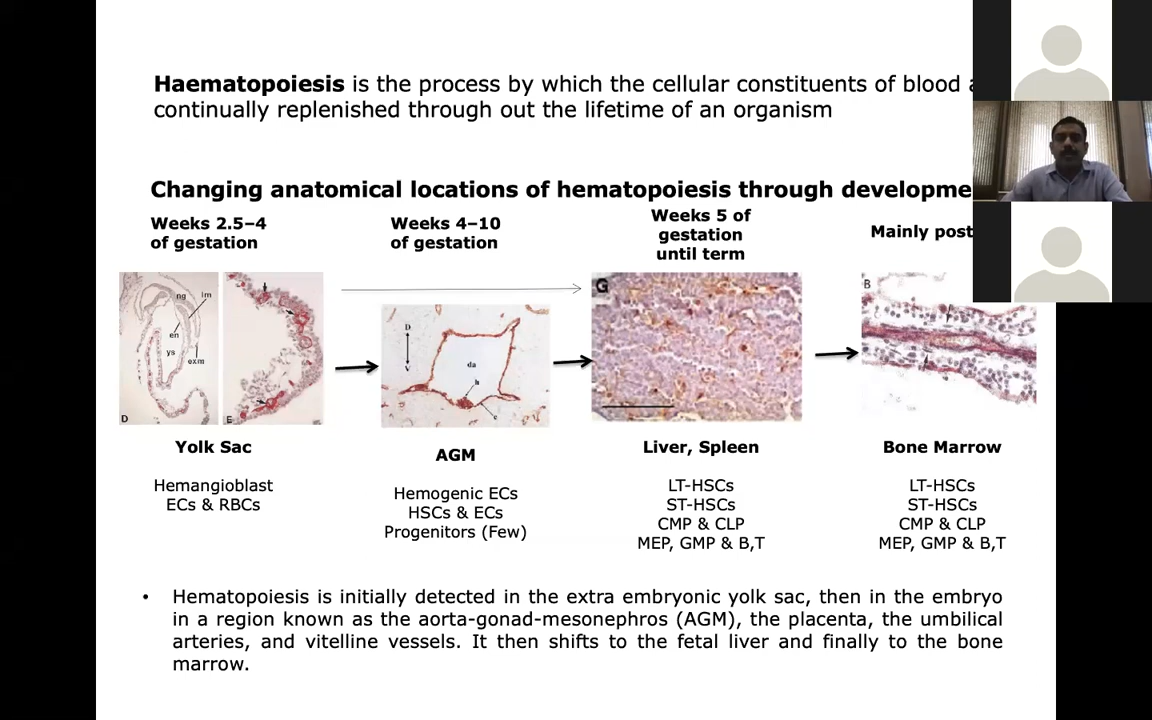 Haematopoiesis is the process by which the cellular constituents of blood
continually replenished through out the lifetime of an organism
Changing anatomical locations of hematopoiesis through developme
Weeks 2.5–4
of gestation
Weeks 4–10
of gestation
Weeks 5 of
gestation
until term
Mainly post
ng
lm
en
ys
exm
D
E
D
V
da
h
c
G
B
Yolk Sac
AGM
Liver, Spleen
Bone Marrow
Hemangioblast
ECs & RBCs
Hemogenic ECs
HSCs & ECs
Progenitors (Few)
LT-HSCs
ST-HSCs
CMP & CLP
MEP, GMP & B,T
LT-HSCs
ST-HSCs
CMP & CLP
MEP, GMP & B,T
• Hematopoiesis is initially detected in the extra embryonic yolk sac, then in the embryo
in a region known as the aorta-gonad-mesonephros (AGM), the placenta, the umbilical
arteries, and vitelline vessels. It then shifts to the fetal liver and finally to the bone
marrow.